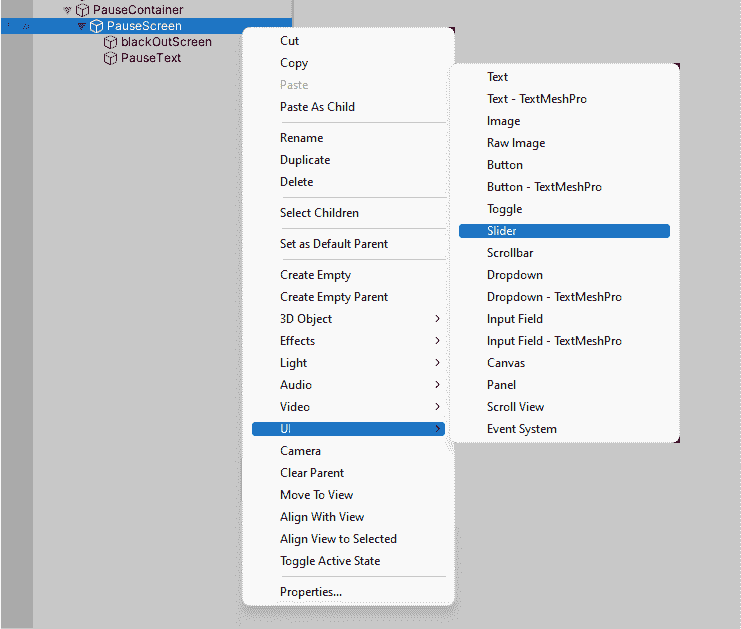 PauseContainer
PauseScreen
blackOutScreen
PauseText
Cut
Copy
Paste
Paste As Child
Rename
Duplicate
Delete
Select Children
Set as Default Parent
Create Empty
Create Empty Parent
3D Object
Effects
Light
Audio
Video
UI
Camera
Clear Parent
Move To View
Align With View
Align View to Selected
Toggle Active State
Properties...
Text
Text - TextMeshPro
Image
Raw Image
Button
Button - TextMeshPro
Toggle
Slider
Scrollbar
Dropdown
Dropdown - TextMeshPro
Input Field
Input Field - TextMeshPro
Canvas
Panel
Scroll View
Event System